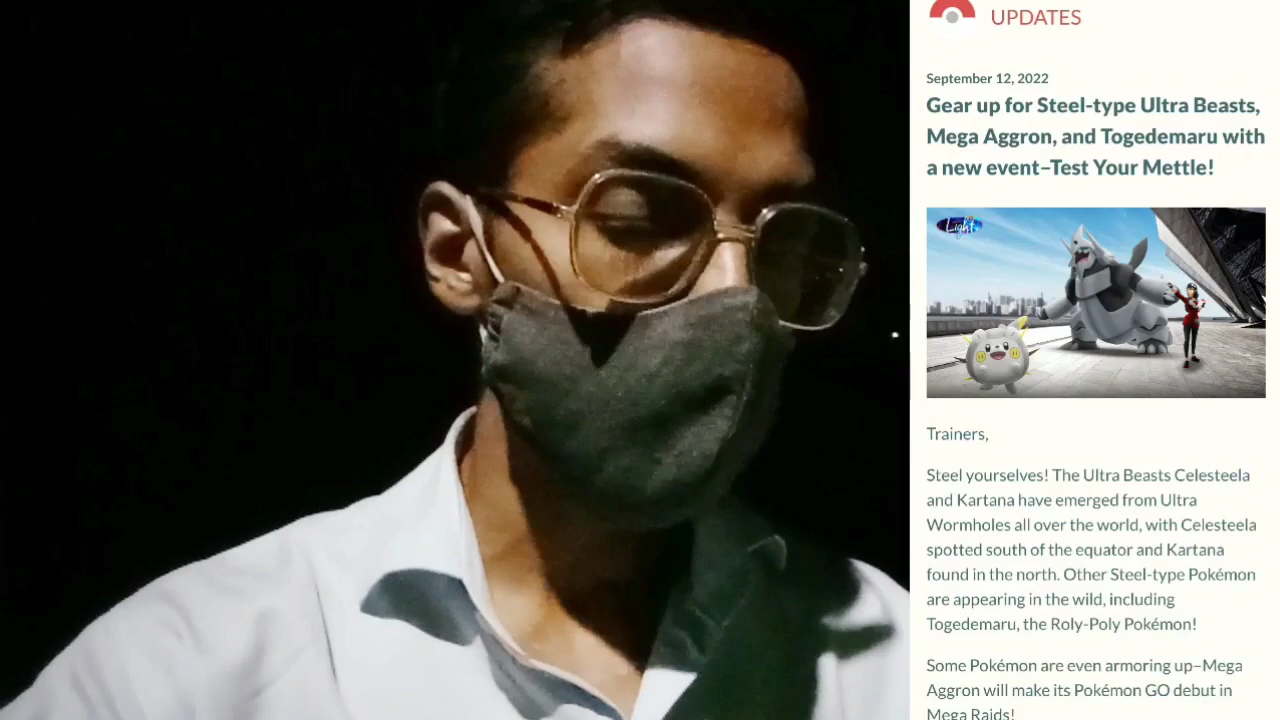 UPDATES
September 12, 2022
Gear up for Steel-type Ultra Beasts,
Mega Aggron, and Togedemaru with
a new event–Test Your Mettle!
Light
Trainers,
Steel yourselves! The Ultra Beasts Celesteela
and Kartana have emerged from Ultra
Wormholes all over the world, with Celesteela
spotted south of the equator and Kartana
found in the north. Other Steel-type Pokémon
are appearing in the wild, including
Togedemaru, the Roly-Poly Pokémon!
Some Pokémon are even armoring up–Mega
Aggron will make its Pokémon GO debut in
Mega Raids!